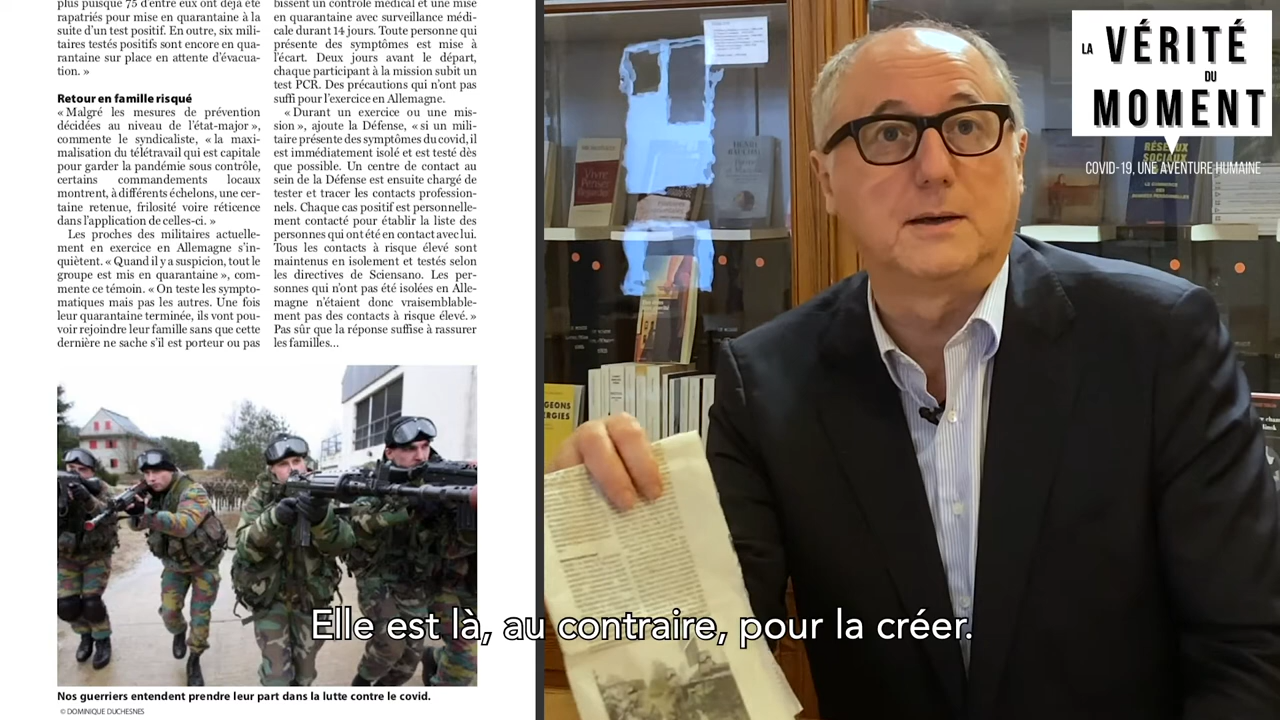 plus puisque 75 d'entre eux ont déjà été
rapatriés pour mise en quarantaine à la
suite d'un test positif. En outre, six mili-
taires testés positifs sont encore en qua-
rantaine sur place en attente d'évacua-
tion. »
Retour en famille risqué
« Malgré les mesures de prévention
décidées au niveau de l'état-major »,
commente le syndicaliste, « la maxi-
malisation du télétravail qui est capitale
pour garder la pandémie sous contrôle,
certains commandements locaux
montrent, à différents échelons, une cer-
taine retenue, frilosité voire réticence
dans l'application de celles-ci. »
Les proches des militaires actuelle-
ment en exercice en Allemagne s'in-
quiètent. « Quand il y a suspicion, tout le
groupe est mis en quarantaine », com-
mente ce témoin. « On teste les sympto-
matiques mais pas les autres. Une fois
leur quarantaine terminée, ils vont pou-
voir rejoindre leur famille sans que cette
dernière ne sache s'il est porteur ou pas
bissent un contrôle médical et une mise
en quarantaine avec surveillance médi-
cale durant 14 jours. Toute personne qui
présente des symptômes est mise à
l'écart. Deux jours avant le départ,
chaque participant à la mission subit un
test PCR. Des précautions qui n'ont pas
suffi pour l'exercice en Allemagne.
« Durant un exercice ou une mis-
sion », ajoute la Défense, « si un mili-
taire présente des symptômes du covid, il
est immédiatement isolé et est testé dès
que possible. Un centre de contact au
sein de la Défense est ensuite chargé de
tester et tracer les contacts profession-
nels. Chaque cas positif est personnelle-
ment contacté pour établir la liste des
personnes qui ont été en contact avec lui.
Tous les contacts à risque élevé sont
maintenus en isolement et testés selon
les directives de Sciensano. Les per-
sonnes qui n'ont pas été isolées en Alle-
magne n'étaient donc vraisemblable-
ment pas des contacts à risque élevé. »
Pas sûr que la réponse suffise à rassurer
les familles...
Nos guerriers entendent prendre leur part dans la lutte contre le covid.
© DOMINIQUE DUCHESNES
LA VÉRITÉ
DU
MOMENT
COVID-19, UNE AVENTURE HUMAINE
RÉSEAUX
SOCIAUX
Elle est là, au contraire, pour la créer.